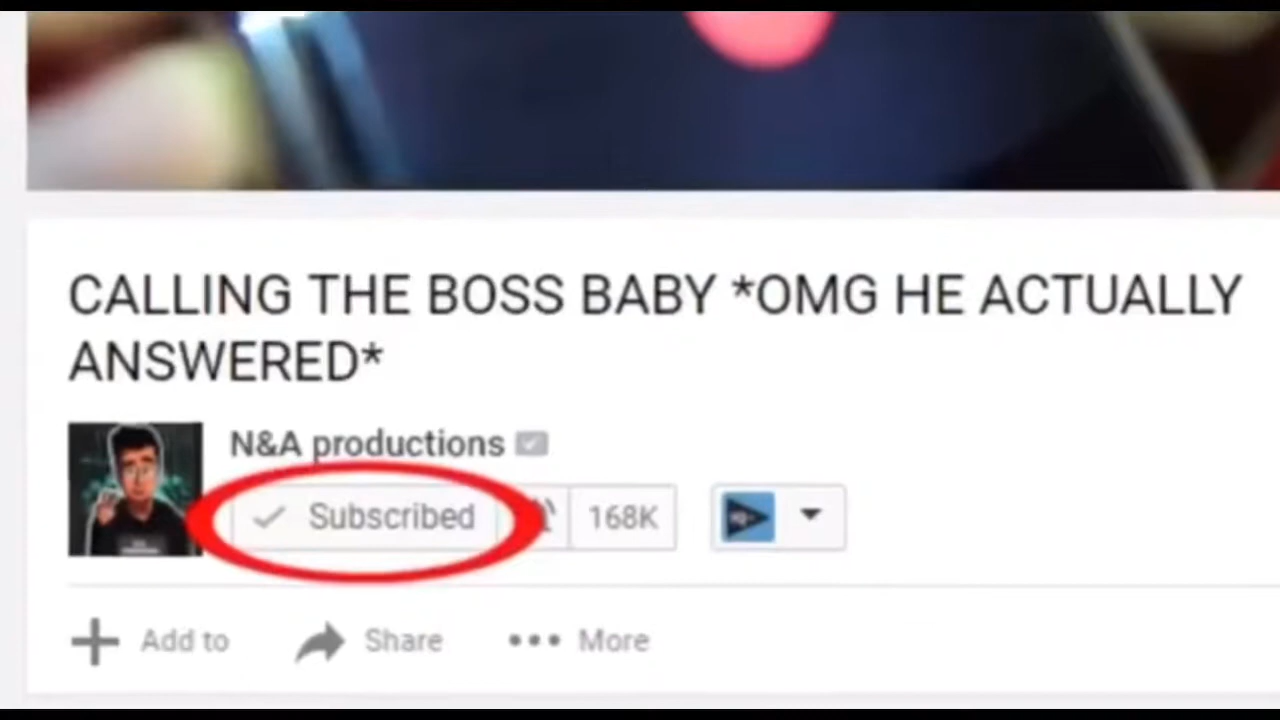 CALLING THE BOSS BABY *OMG HE ACTUALLY
ANSWERED*
N&A productions
Subscribed
168K
Add to
Share
More